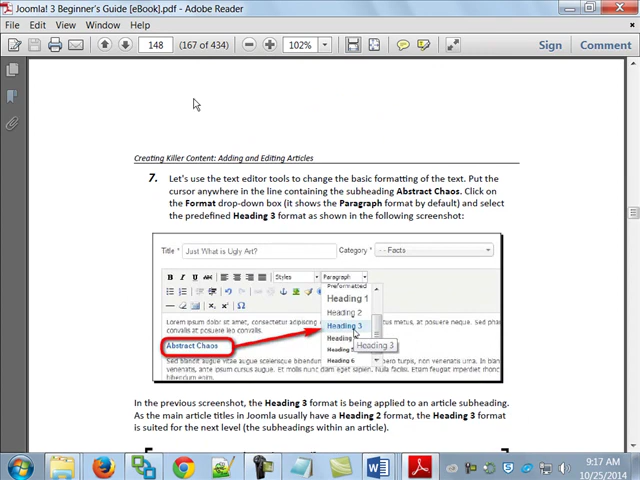 Joomla! 3 Beginner's Guide [eBook].pdf - Adobe Reader
File Edit View Window Help
148 (167 of 434) 102% Sign Comment
Creating Killer Content: Adding and Editing Articles
7. Let's use the text editor tools to change the basic formatting of the text. Put the
cursor anywhere in the line containing the subheading Abstract Chaos. Click on
the Format drop-down box (it shows the Paragraph format by default) and select
the predefined Heading 3 format as shown in the following screenshot:
Title * Just What is Ugly Art? Category * - - Facts
B I U ABC Styles Paragraph
Preformatted
Heading 1
Heading 2
Heading 3
Heading
Heading 3
Heading 6
Lorem ipsum dolor sit amet, consectetur adipiscing metus, at posuere neque lectus,
convallis ac posuere erat.
Abstract Chaos
In the previous screenshot, the Heading 3 format is being applied to an article subheading.
As the main article titles in Joomla usually have a Heading 2 format, the Heading 3 format
is suited for the next level (the subheadings within an article).
9:17 AM
10/25/2014